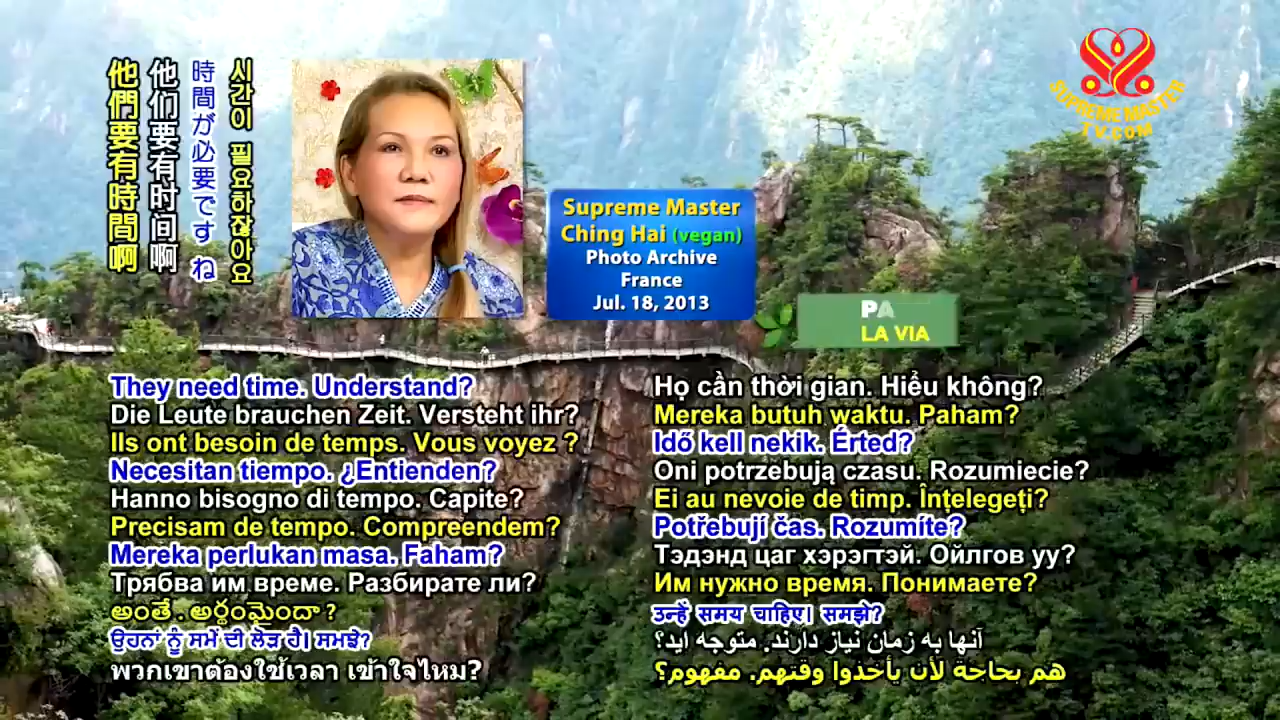 他們要有時間啊
他们要有时间啊
時間が必要ですね
시간이 필요하잖아요
Supreme Master
Ching Hai (vegan)
Photo Archive
France
Jul. 18, 2013
SUPREME MASTER
TV.COM
PA
LA VIA
They need time. Understand?
Die Leute brauchen Zeit. Versteht ihr?
Ils ont besoin de temps. Vous voyez ?
Necesitan tiempo. ¿Entienden?
Hanno bisogno di tempo. Capite?
Precisam de tempo. Compreendem?
Mereka perlukan masa. Faham?
Трябва им време. Разбирате ли?
అంతే. అర్థమైందా ?
ਉਹਨਾਂ ਨੂੰ ਸਮੇਂ ਦੀ ਲੋੜ ਹੈ। ਸਮਝੇ?
พวกเขาต้องใช้เวลา เข้าใจไหม?
Họ cần thời gian. Hiểu không?
Mereka butuh waktu. Paham?
Idő kell nekik. Érted?
Oni potrzebują czasu. Rozumiecie?
Ei au nevoie de timp. Înțelegeți?
Potřebují čas. Rozumíte?
Тэдэнд цаг хэрэгтэй. Ойлгов уу?
Им нужно время. Понимаете?
उन्हें समय चाहिए। समझे?
آنها به زمان نیاز دارند. متوجه اید؟
هم بحاجة لأن يأخذوا وقتهم. مفهوم؟